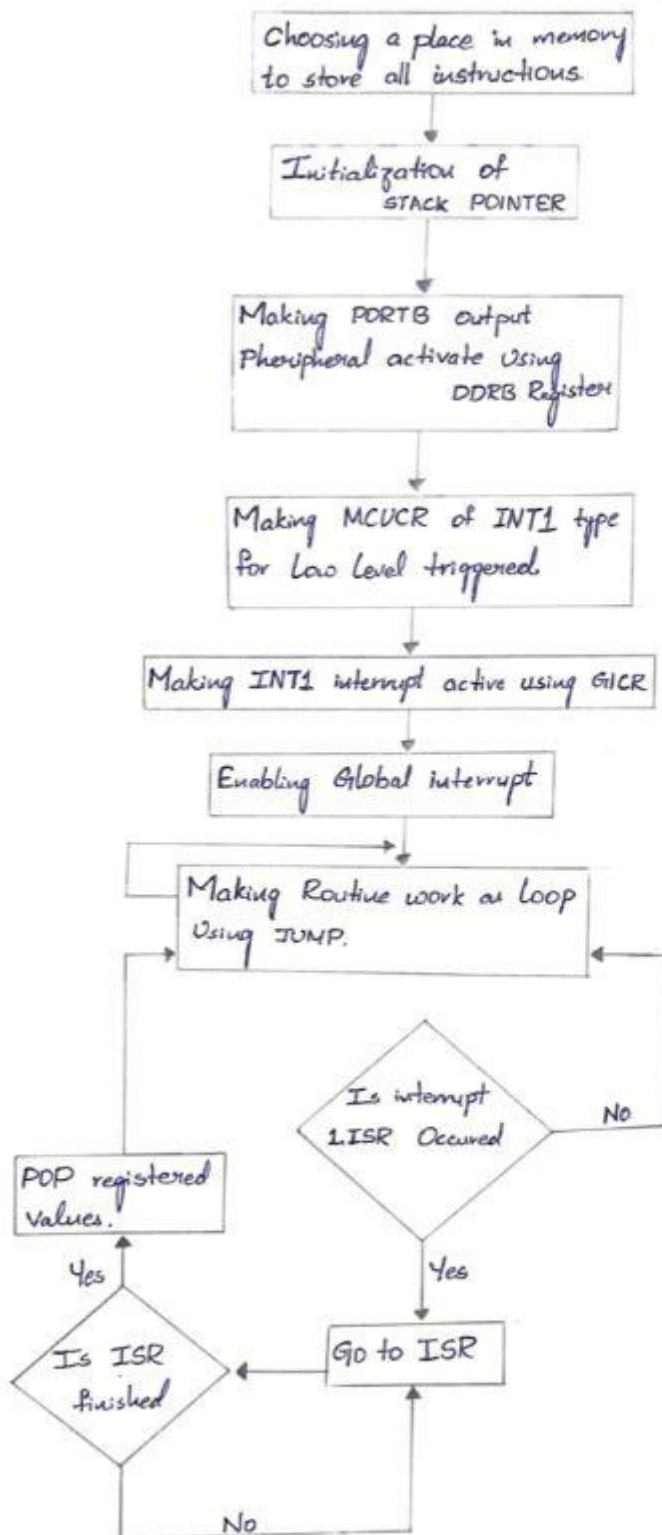 Choosing a place in memory
to store all instructions.
Initialization of
STACK POINTER
Making PORTB output
Pheripheral activate Using
DDRB Register
Making MCUCR of INT1 type
for Low Level triggered.
Making INT1 interrupt active using GICR
Enabling Global interrupt
Making Routine work as Loop
Using JUMP.
Is interrupt
1.ISR Occured
No
POP registered
Values.
Yes
Yes
Is ISR
finished
Go to ISR
No